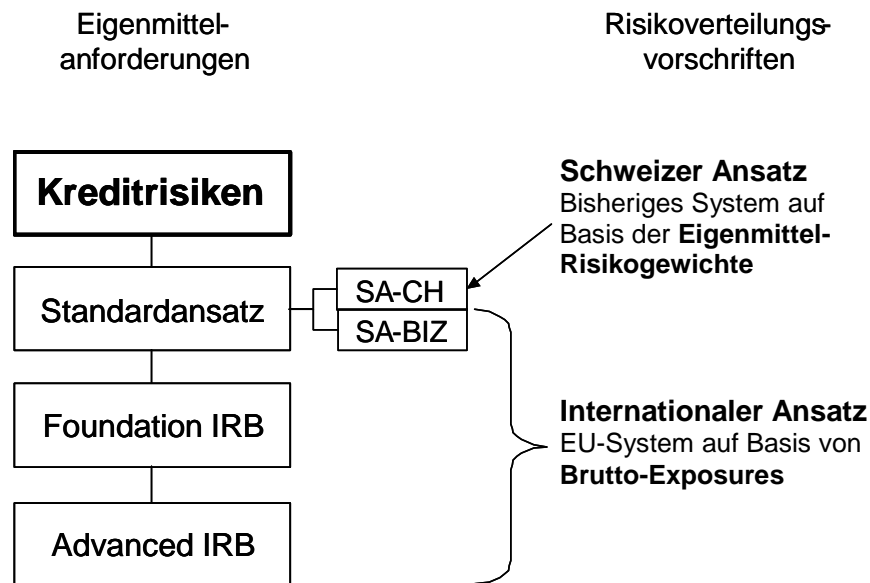 Eigenmittel-
anforderungen
Risikoverteilungs-
vorschriften
Kreditrisiken
Schweizer Ansatz
Bisheriges System auf
Basis der Eigenmittel-
Risikogewichte
Standardansatz
SA-CH
SA-BIZ
Foundation IRB
Internationaler Ansatz
EU-System auf Basis von
Brutto-Exposures
Advanced IRB